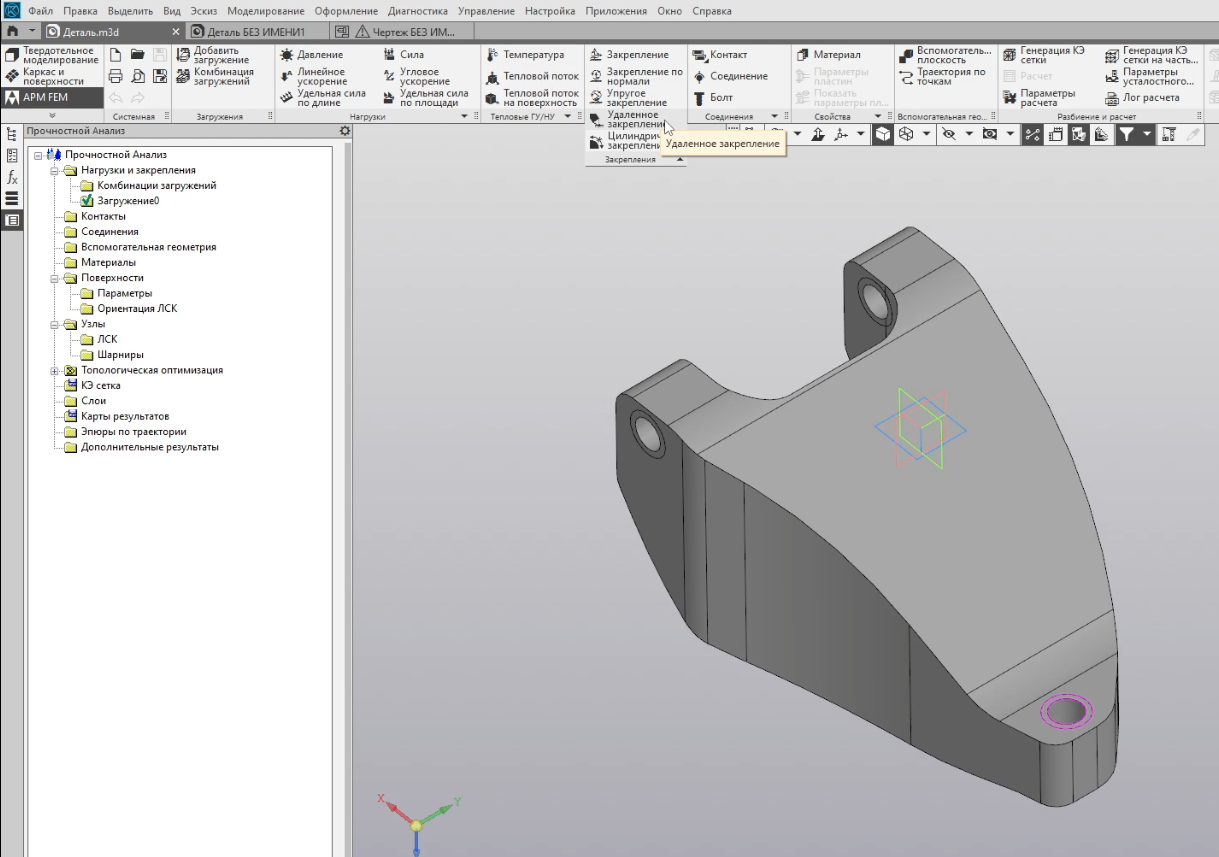 Файл Правка Выделить Вид Эскиз Моделирование Оформление Диагностика Управление Настройка Приложения Окно Справка
Деталь.m3d
Деталь БЕЗ ИМЕНИ1
Чертеж БЕЗ ИМ...
Твердотельное
моделирование
Каркас и
поверхности
APM FEM
Системная
Добавить
загружение
Комбинация
загружений
Загружения
Давление
Линейное
ускорение
Удельная сила
по длине
Сила
Угловое
ускорение
Удельная сила
по площади
Нагрузки
Температура
Тепловой поток
Тепловой поток
на поверхность
Тепловые ГУ/НУ
Закрепление
Закрепление по
нормали
Упругое
закрепление
Удаленное
закрепление
Закрепления
Удаленное закрепление
Контакт
Соединение
Болт
Соединения
Материал
Параметры
пластин
Показать
параметры пл...
Свойства
Вспомогатель...
плоскость
Траектория по
точкам
Вспомогательная гео...
Генерация КЭ
сетки
Расчет
Параметры
расчета
Генерация КЭ
сетки на часть...
Параметры
усталостного...
Лог расчета
Разбиение и расчет
Прочностной Анализ
Прочностной Анализ
Нагрузки и закрепления
Комбинации загружений
Загружение0
Контакты
Соединения
Вспомогательная геометрия
Материалы
Поверхности
Параметры
Ориентация ЛСК
Узлы
ЛСК
Шарниры
Топологическая оптимизация
КЭ сетка
Слои
Карты результатов
Эпюры по траектории
Дополнительные результаты
X
Y